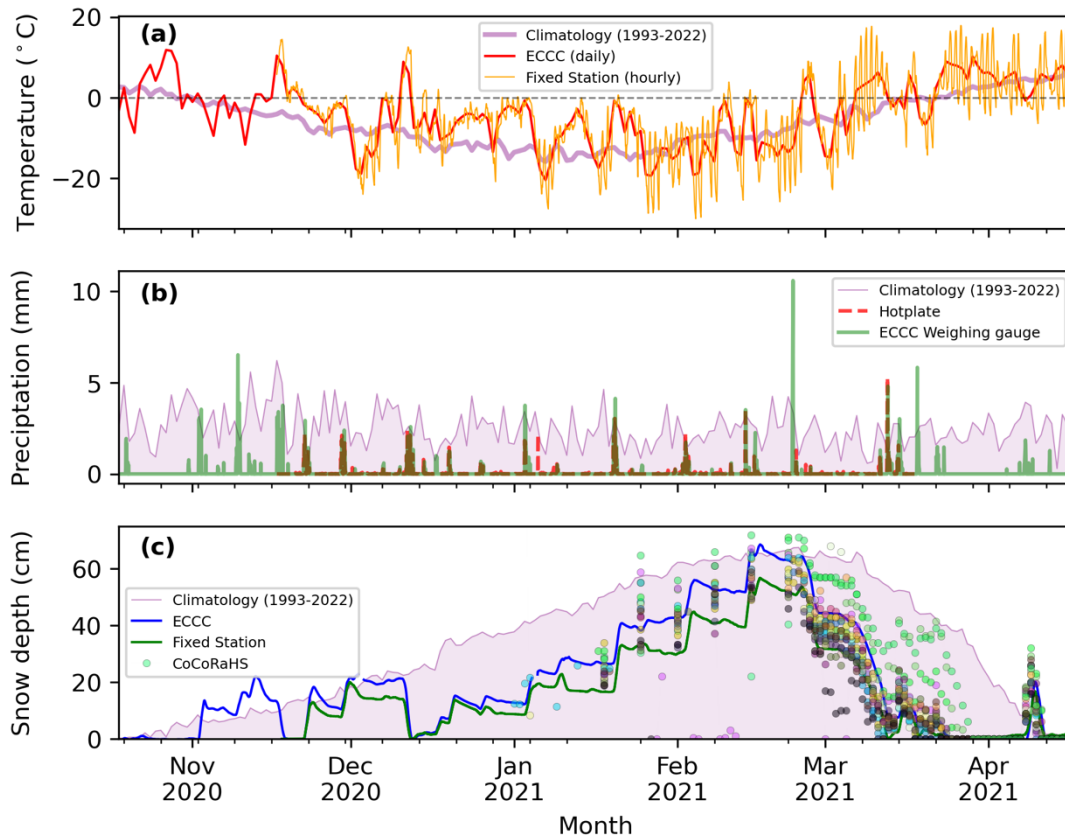 (a)
Temperature (°C)
20
0
−20
Climatology (1993-2022)
ECCC (daily)
Fixed Station (hourly)
(b)
Preciptation (mm)
10
5
0
Climatology (1993-2022)
Hotplate
ECCC Weighing gauge
(c)
Snow depth (cm)
60
40
20
0
Climatology (1993-2022)
ECCC
Fixed Station
CoCoRaHS
Nov
2020
Dec
2020
Jan
2021
Feb
2021
Mar
2021
Apr
2021
Month